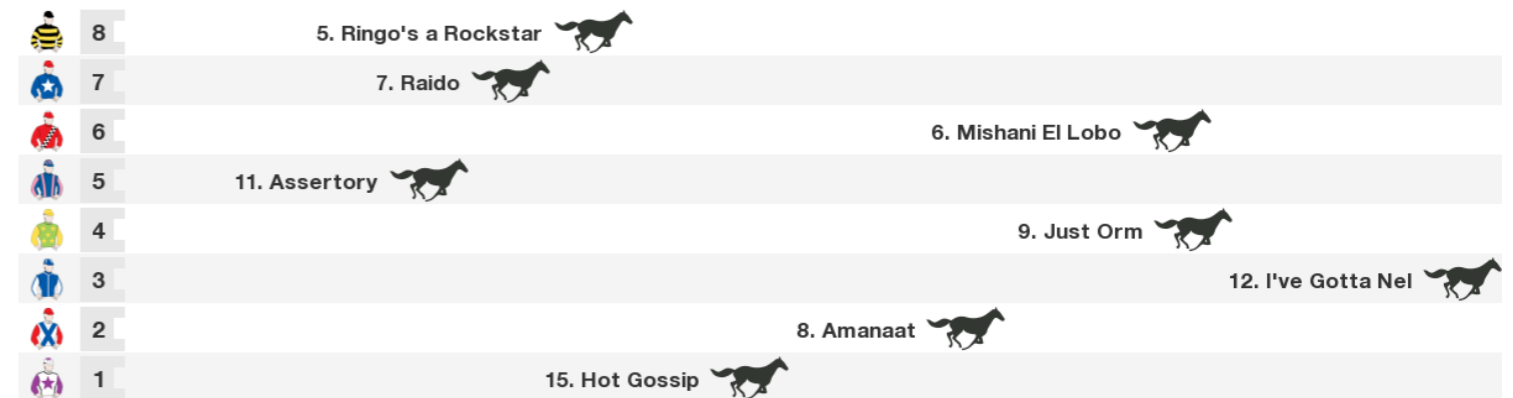 8 5. Ringo's a Rockstar
7 7. Raido
6 6. Mishani El Lobo
5 11. Assertory
4 9. Just Orm
3 12. I've Gotta Nel
2 8. Amanaat
1 15. Hot Gossip